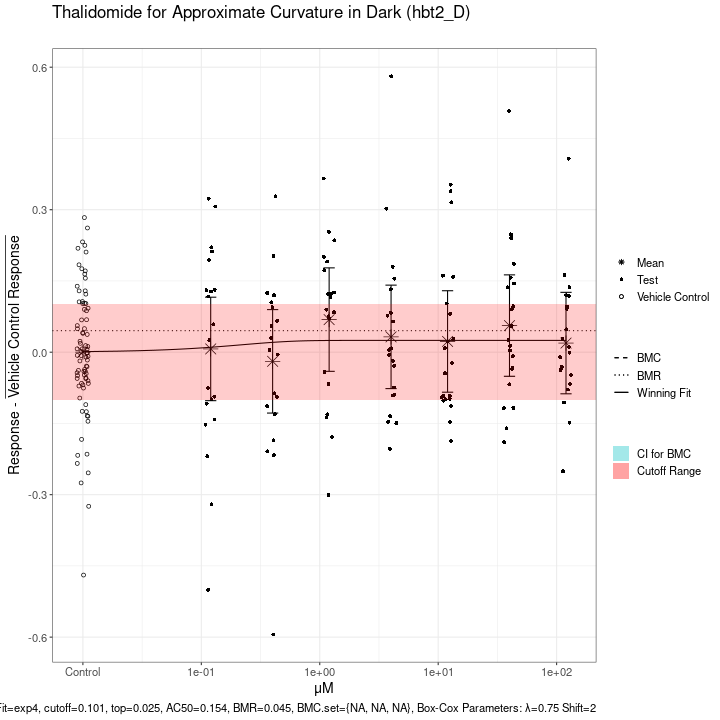 Thalidomide for Approximate Curvature in Dark (hbt2_D)
Response - Vehicle Control Response
0.6
0.3
0.0
-0.3
-0.6
Control
1e-01
1e+00
1e+01
1e+02
μM
Mean
Test
Vehicle Control
BMC
BMR
Winning Fit
CI for BMC
Cutoff Range
Fit=exp4, cutoff=0.101, top=0.025, AC50=0.154, BMR=0.045, BMC.set={NA, NA, NA}, Box-Cox Parameters: λ=0.75 Shift=2